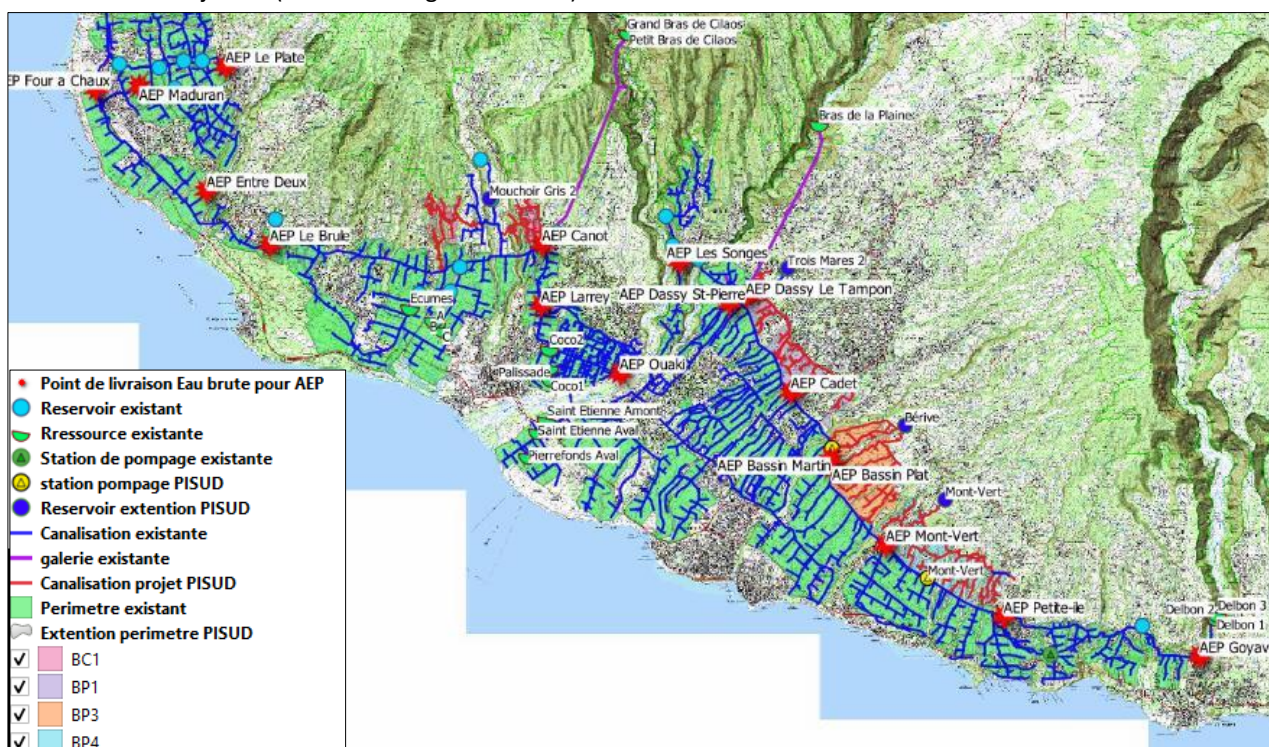 Grand Bras de Cilaos
Petit Bras de Cilaos
AEP Le Plate
EP Four a Chaux
AEP Maduran
Bras de la Plaine
AEP Entre Deux
Mouchoir Gris 2
AEP Le Brule
AEP Canot
AEP Les Songes
Trois Mares 2
AEP Larrey
AEP Dassy St-Pierre
AEP Dassy Le Tampon
Ecumes
A
B
C
Coco2
Palissade
Coco1
AEP Ouaki
AEP Cadet
Saint Etienne Amont
Saint Etienne Aval
Bérive
Pierrefonds Aval
AEP Bassin Martin
AEP Bassin Plat
Mont-Vert
AEP Mont-Vert
Mont-Vert
AEP Petite-ile
Delbon 2
Delbon 3
Delbon 1
AEP Goyav
Point de livraison Eau brute pour AEP
Reservoir existant
Rressource existante
Station de pompage existante
station pompage PISUD
Reservoir extention PISUD
Canalisation existante
galerie existante
Canalisation projet PISUD
Perimetre existant
Extention perimetre PISUD
BC1
BP1
BP3
BP4